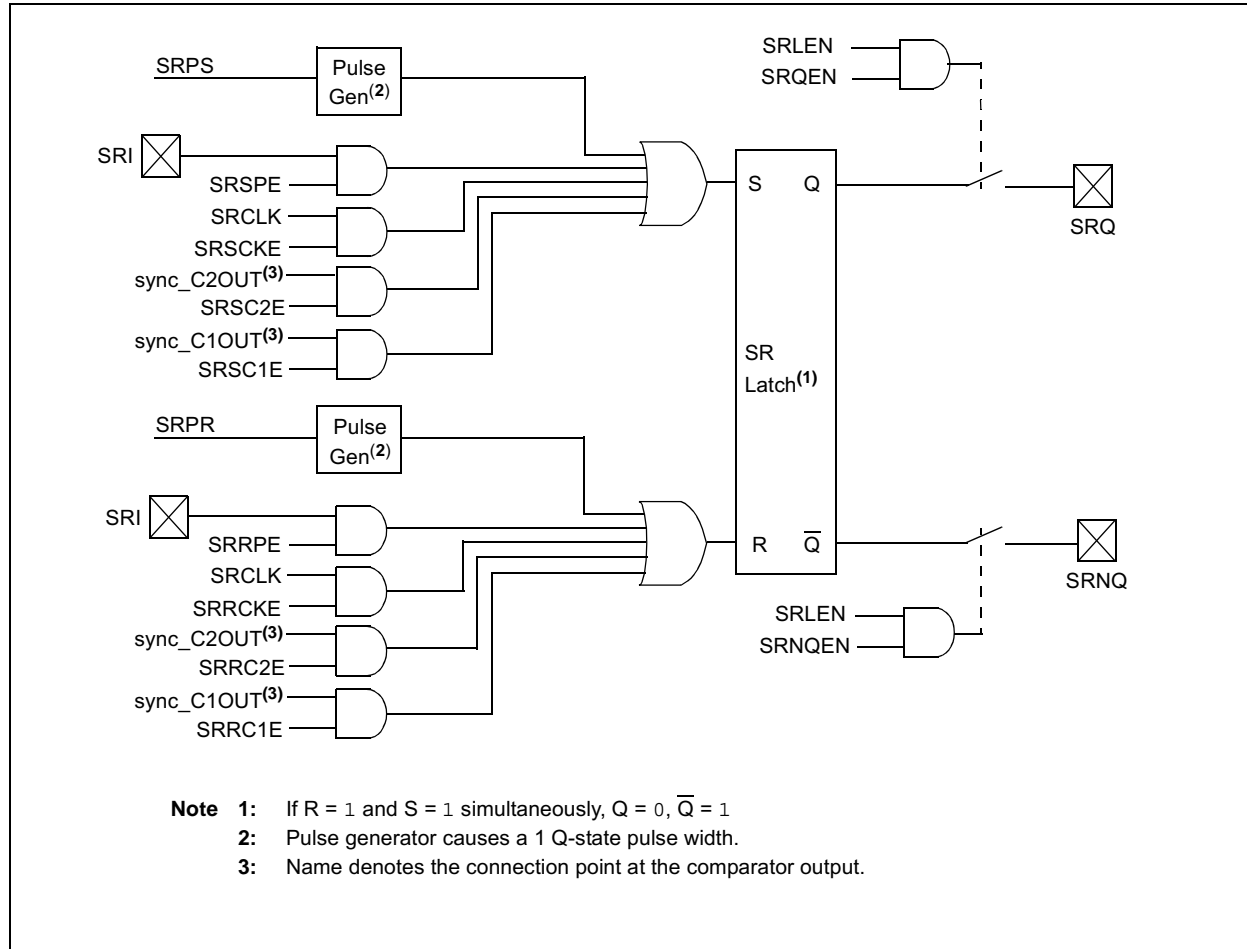 SRPS
Pulse
Gen(2)
SRI
SRSPE
SRCLK
SRSCKE
sync_C2OUT(3)
SRSC2E
sync_C1OUT(3)
SRSC1E
SRPR
Pulse
Gen(2)
SRI
SRRPE
SRCLK
SRRCKE
sync_C2OUT(3)
SRRC2E
sync_C1OUT(3)
SRRC1E
S Q
SR
Latch(1)
R Q̅
SRLEN
SRQEN
SRQ
SRNQ
SRLEN
SRNQEN
Note 1: If R = 1 and S = 1 simultaneously, Q = 0, Q̅ = 1
2: Pulse generator causes a 1 Q-state pulse width.
3: Name denotes the connection point at the comparator output.